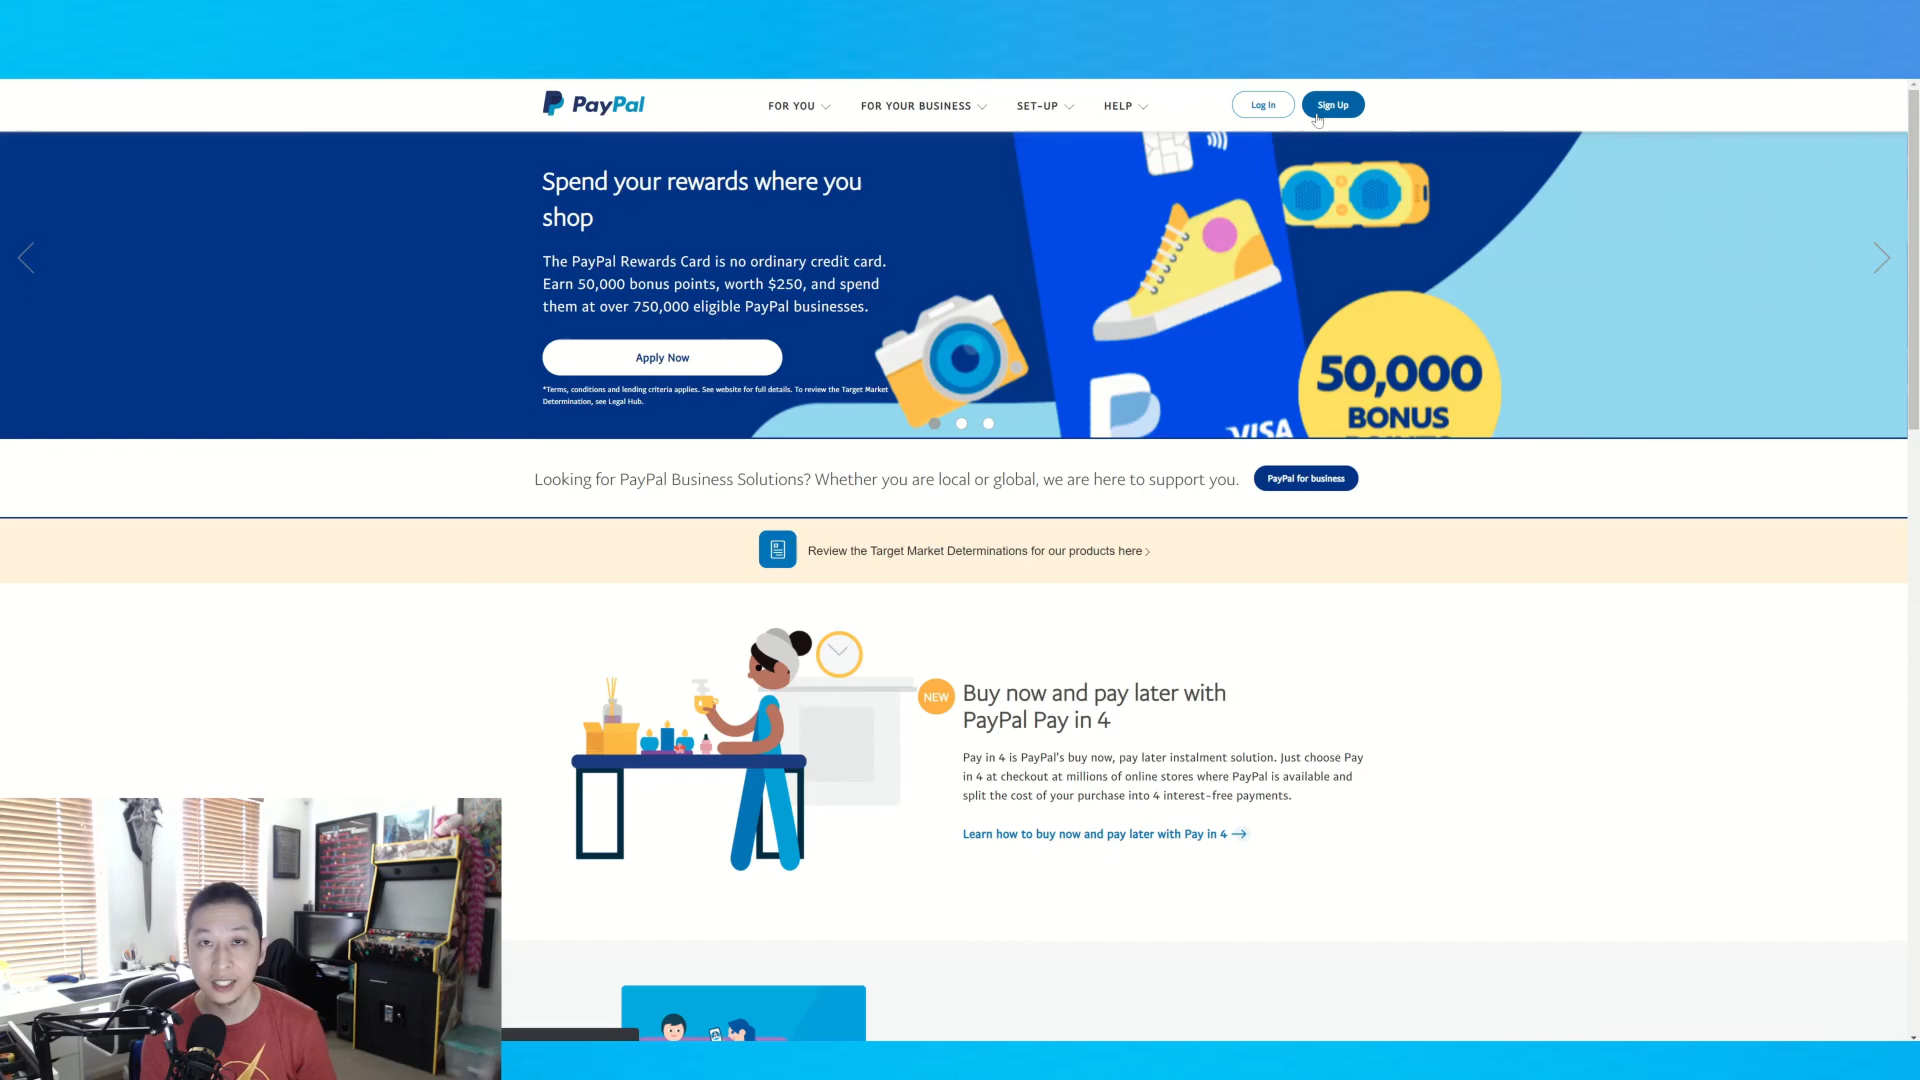 PayPal
FOR YOU
FOR YOUR BUSINESS
SET-UP
HELP
Log In
Sign Up
Spend your rewards where you
shop
The PayPal Rewards Card is no ordinary credit card.
Earn 50,000 bonus points, worth $250, and spend
them at over 750,000 eligible PayPal businesses.
Apply Now
*Terms, conditions and lending criteria applies. See website for full details. To review the Target Market
Determination, see Legal Hub.
VISA
50,000
BONUS
POINTS
Looking for PayPal Business Solutions? Whether you are local or global, we are here to support you.
PayPal for business
Review the Target Market Determinations for our products here
NEW
Buy now and pay later with
PayPal Pay in 4
Pay in 4 is PayPal's buy now, pay later instalment solution. Just choose Pay
in 4 at checkout at millions of online stores where PayPal is available and
split the cost of your purchase into 4 interest-free payments.
Learn how to buy now and pay later with Pay in 4